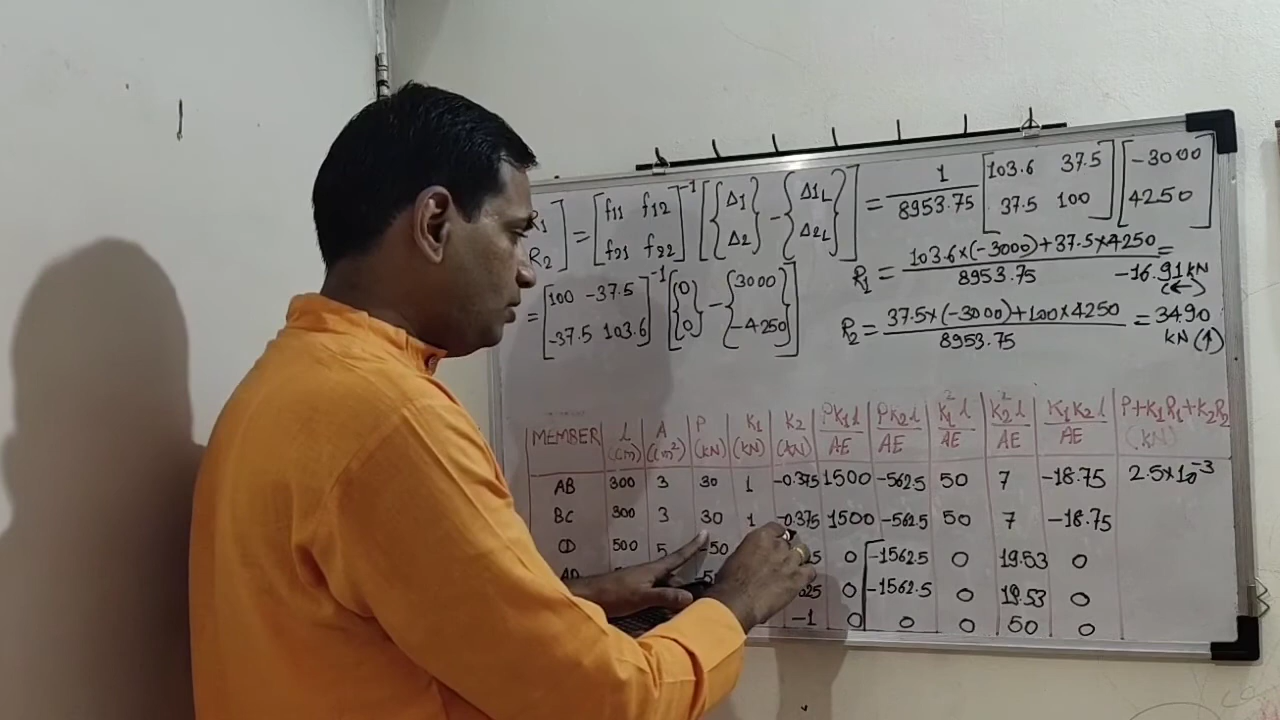 R1 = [f11 f12]^-1 [{Δ1} - {Δ1L}] = 1/8953.75 [103.6 37.5] [-3000]
R2 [f21 f22] [{Δ2} {Δ2L}] [37.5 100] [4250]
= [100 -37.5]^-1 [{0} - {3000}]
[-37.5 103.6] [{0} {-4250}]
R1 = 103.6×(-3000)+37.5×4250 / 8953.75 = -16.91 kN (←)
R2 = 37.5×(-3000)+100×4250 / 8953.75 = 3490 kN (↑)
MEMBER l (cm) A (cm²) P (kN) K1 (kN) K2 (kN) PK1l/AE PK2l/AE K1²l/AE K2²l/AE K1K2l/AE P+K1R1+K2R2 (kN)
AB 300 3 30 1 -0.375 1500 -562.5 50 7 -18.75 2.5×10^-3
BC 300 3 30 1 -0.375 1500 -562.5 50 7 -18.75
CD 500 5 -50 0 -1562.5 0 19.53 0
AD 0 -1562.5 0 19.53 0
-1 0 0 0 50 0